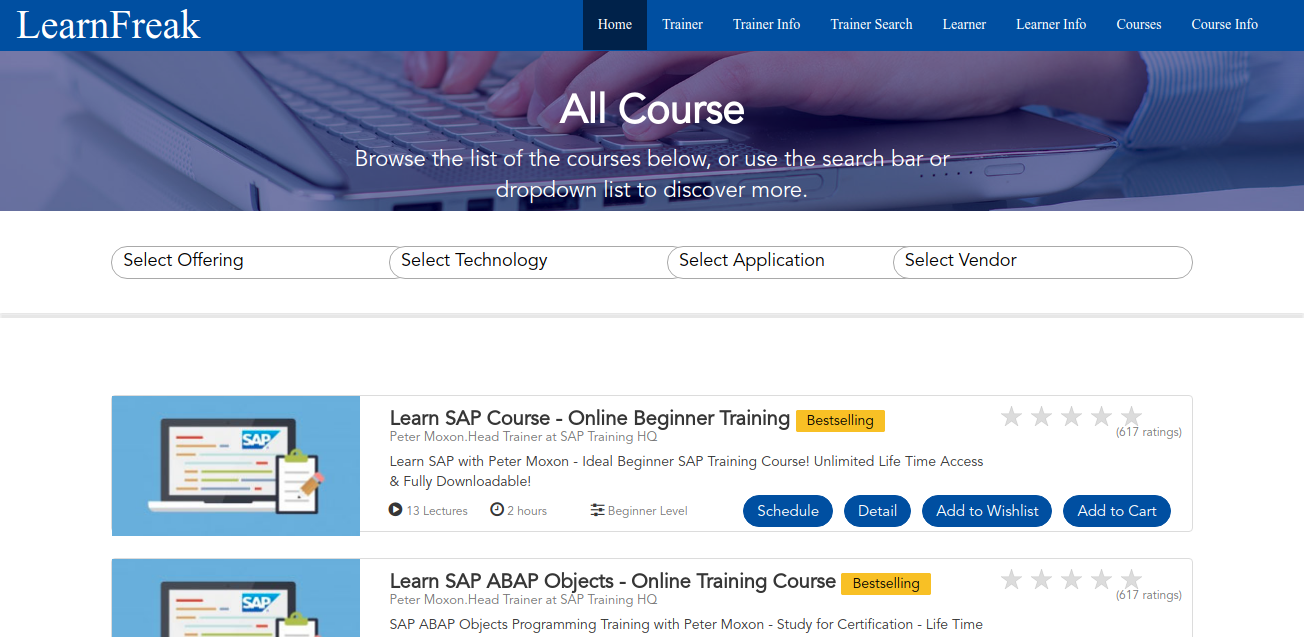 LearnFreak
Home Trainer Trainer Info Trainer Search Learner Learner Info Courses Course Info
All Course
Browse the list of the courses below, or use the search bar or
dropdown list to discover more.
Select Offering Select Technology Select Application Select Vendor
SAP
Learn SAP Course - Online Beginner Training Bestselling
(617 ratings)
Peter Moxon.Head Trainer at SAP Training HQ
Learn SAP with Peter Moxon - Ideal Beginner SAP Training Course! Unlimited Life Time Access
& Fully Downloadable!
13 Lectures 2 hours Beginner Level Schedule Detail Add to Wishlist Add to Cart
SAP
Learn SAP ABAP Objects - Online Training Course Bestselling
(617 ratings)
Peter Moxon.Head Trainer at SAP Training HQ
SAP ABAP Objects Programming Training with Peter Moxon - Study for Certification - Life Time